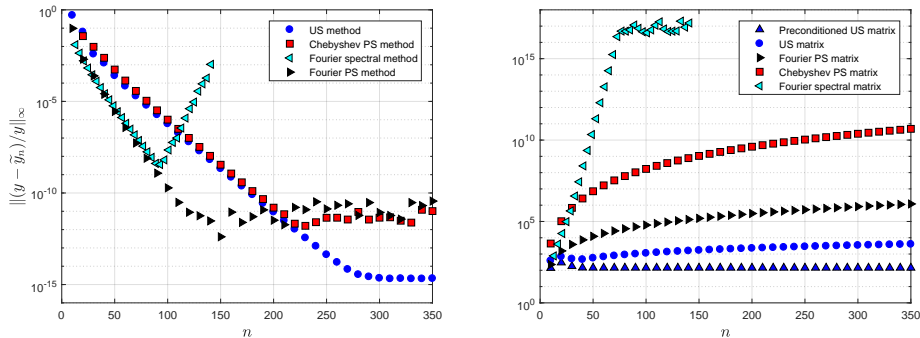 10^0
10^-5
10^-10
10^-15
‖(y − ỹ_n)/y‖_∞
US method
Chebyshev PS method
Fourier spectral method
Fourier PS method
0 50 100 150 200 250 300 350
n
10^15
10^10
10^5
10^0
Preconditioned US matrix
US matrix
Fourier PS matrix
Chebyshev PS matrix
Fourier spectral matrix
0 50 100 150 200 250 300 350
n